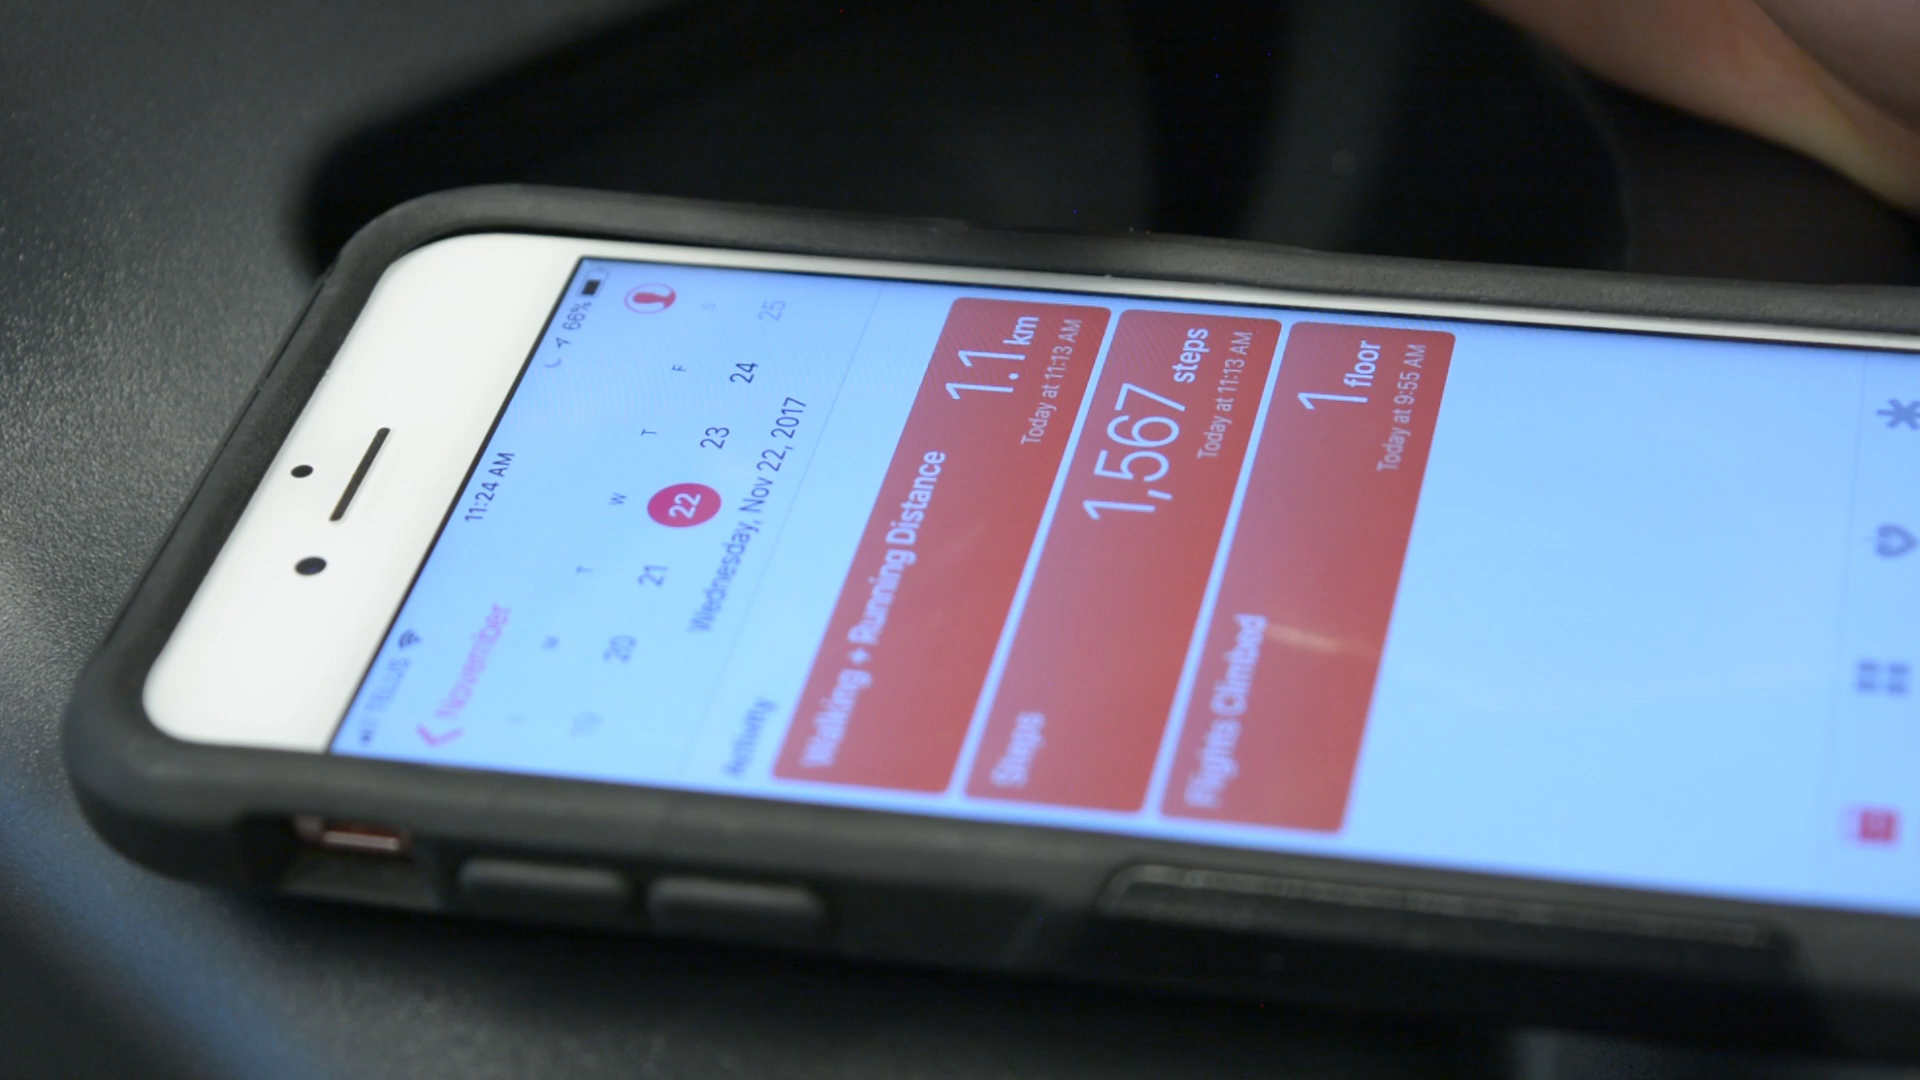 TELUS 11:24 AM 66%
November
S M T W T F S
19 20 21 22 23 24 25
Wednesday, Nov 22, 2017
Activity
Walking + Running Distance 1.1 km
Today at 11:13 AM
Steps 1,567 steps
Today at 11:13 AM
Flights Climbed 1 floor
Today at 9:55 AM